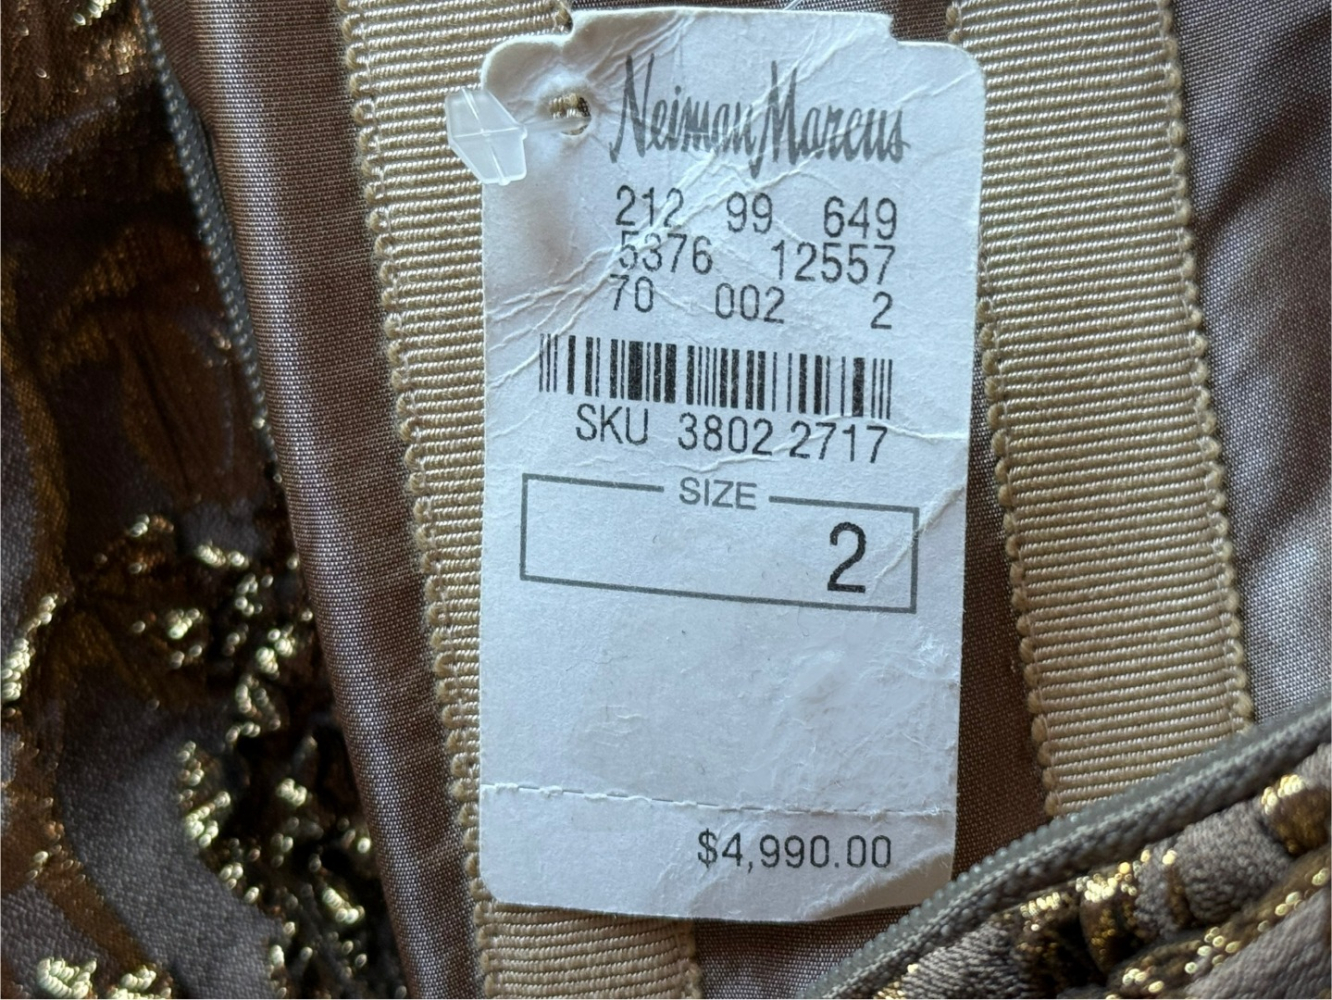 Neiman Marcus
212 99 649
5376 12557
70 002 2
SKU 3802 2717
SIZE
2
$4,990.00